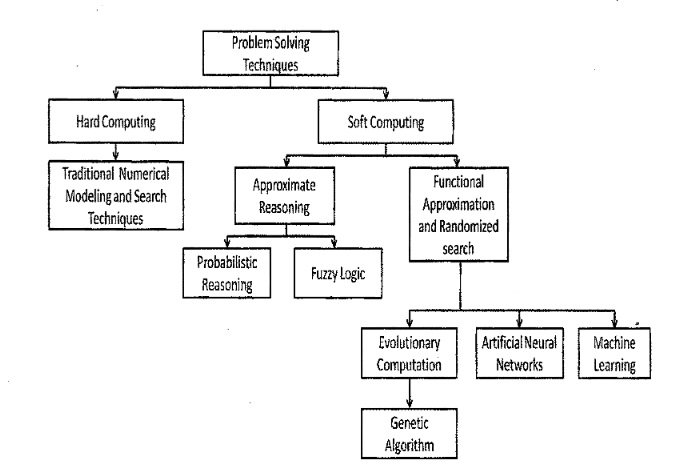 Problem Solving
Techniques
Hard Computing
Soft Computing
Traditional Numerical
Modeling and Search
Techniques
Approximate
Reasoning
Functional
Approximation
and Randomized
search
Probabilistic
Reasoning
Fuzzy Logic
Evolutionary
Computation
Artificial Neural
Networks
Machine
Learning
Genetic
Algorithm